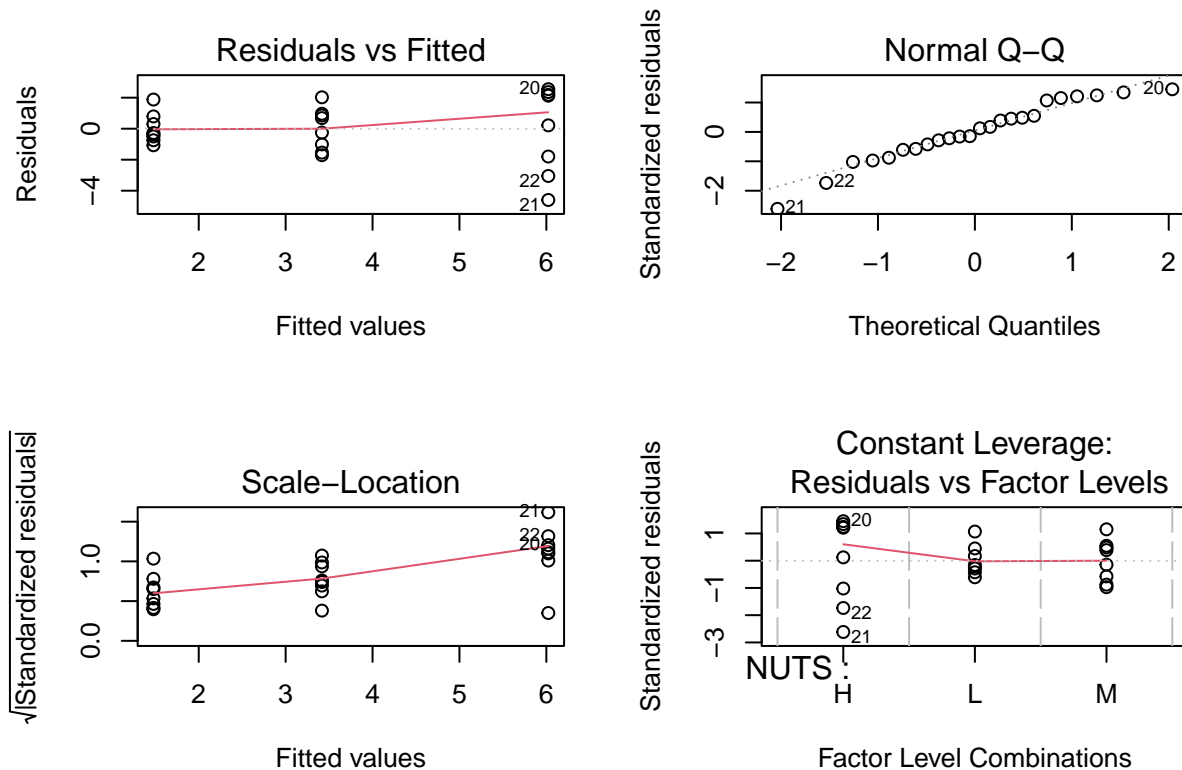 Residuals vs Fitted
Residuals
0
−4
20
22
21
2 3 4 5 6
Fitted values
Normal Q−Q
Standardized residuals
0
−2
20
22
21
−2 −1 0 1 2
Theoretical Quantiles
Scale−Location
√|Standardized residuals|
1.0
0.0
21
22
20
2 3 4 5 6
Fitted values
Constant Leverage:
Residuals vs Factor Levels
Standardized residuals
1
−1
−3
20
22
21
NUTS :
H L M
Factor Level Combinations